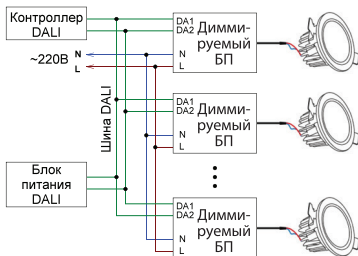 Контроллер
DALI
~220В
N
L
Шина DALI
Блок
питания
DALI
DA1
DA2
N
L
Димми-
руемый
БП
DA1
DA2
N
L
Димми-
руемый
БП
DA1
DA2
N
L
Димми-
руемый
БП